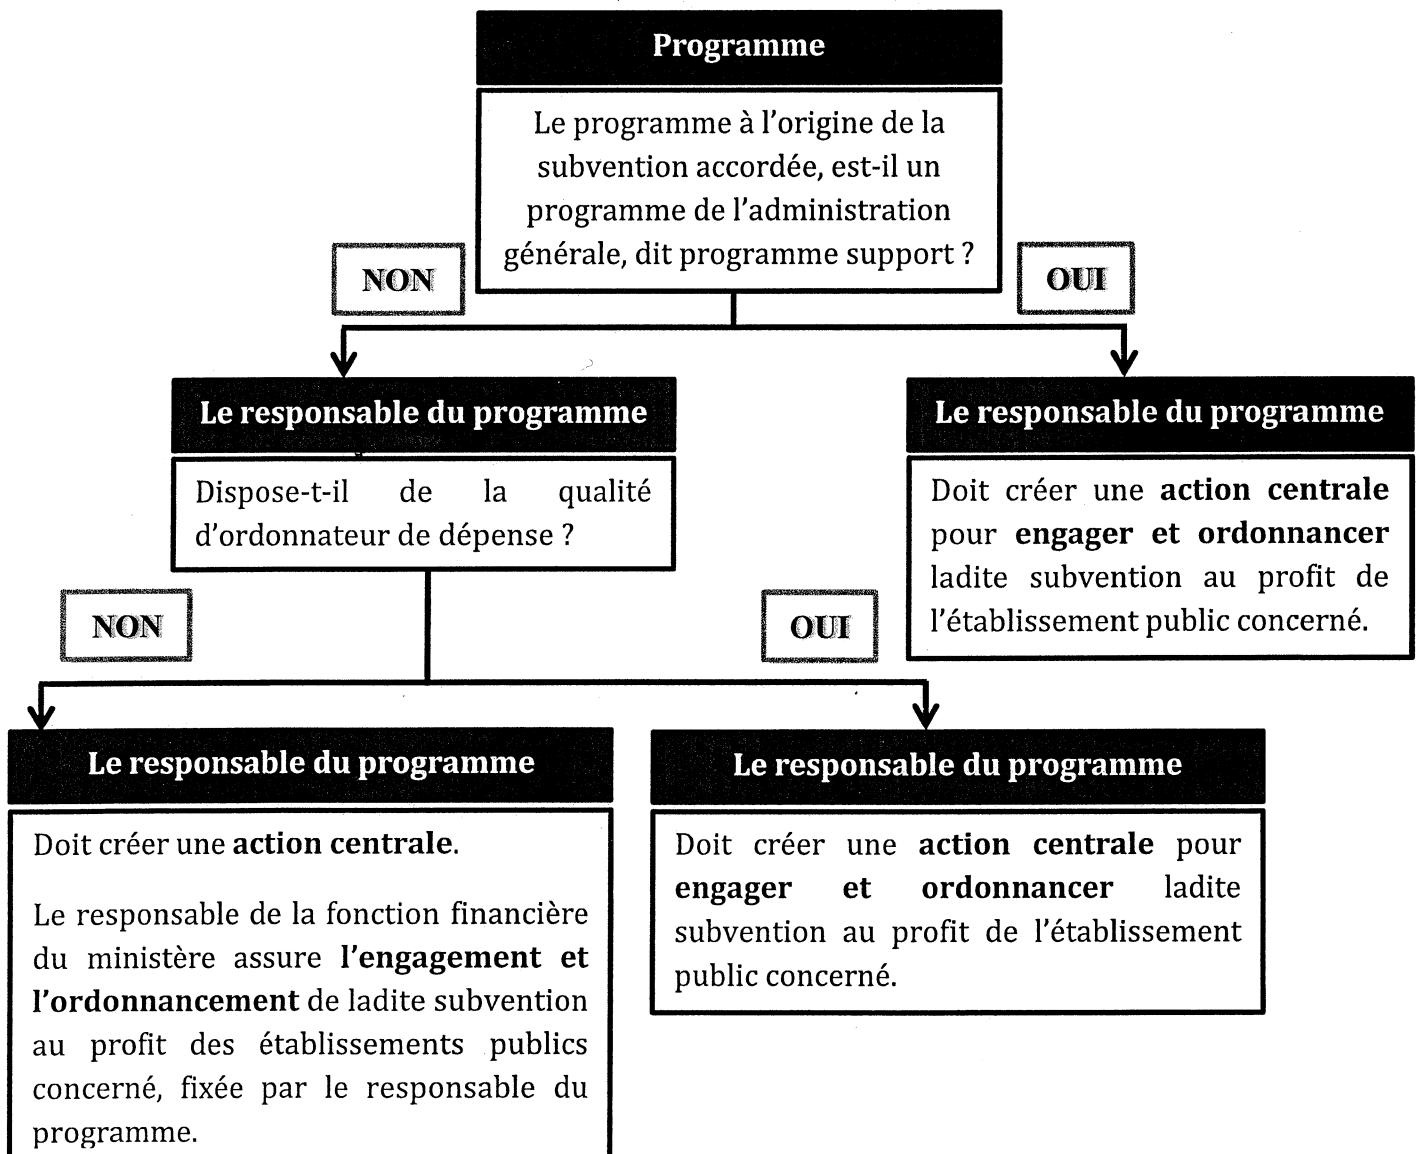 Programme
Le programme à l'origine de la
subvention accordée, est-il un
programme de l'administration
générale, dit programme support ?
NON
OUI
Le responsable du programme
Dispose-t-il de la qualité
d'ordonnateur de dépense ?
Le responsable du programme
Doit créer une action centrale
pour engager et ordonnancer
ladite subvention au profit de
l'établissement public concerné.
NON
OUI
Le responsable du programme
Doit créer une action centrale.
Le responsable de la fonction financière
du ministère assure l'engagement et
l'ordonnancement de ladite subvention
au profit des établissements publics
concerné, fixée par le responsable du
programme.
Le responsable du programme
Doit créer une action centrale pour
engager et ordonnancer ladite
subvention au profit de l'établissement
public concerné.